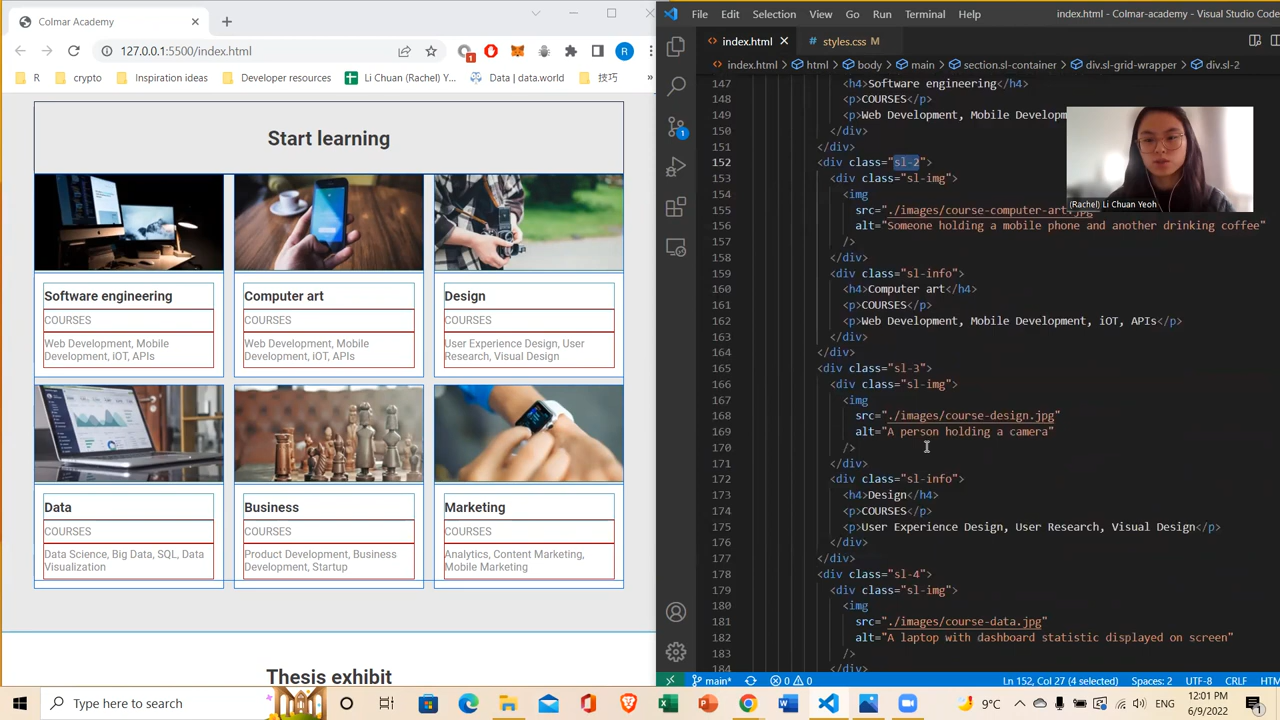 Colmar Academy
127.0.0.1:5500/index.html
1
R
R
crypto
Inspiration ideas
Developer resources
Li Chuan (Rachel) Y...
Data | data.world
技巧
»
Start learning
Software engineering
COURSES
Web Development, Mobile
Development, iOT, APIs
Computer art
COURSES
Web Development, Mobile
Development, iOT, APIs
Design
COURSES
User Experience Design, User
Research, Visual Design
Data
COURSES
Data Science, Big Data, SQL, Data
Visualization
Business
COURSES
Product Development, Business
Development, Startup
Marketing
COURSES
Analytics, Content Marketing,
Mobile Marketing
Thesis exhibit
File Edit Selection View Go Run Terminal Help
index.html - Colmar-academy - Visual Studio Code
index.html
styles.css M
index.html > html > body > main > section.sl-container > div.sl-grid-wrapper > div.sl-2
147 <h4>Software engineering</h4>
148 <p>COURSES</p>
149 <p>Web Development, Mobile Developm
150 </div>
151 </div>
152 <div class="sl-2">
153 <div class="sl-img">
154 <img
155 src="./images/course-computer-art.jpg"
156 alt="Someone holding a mobile phone and another drinking coffee"
157 />
158 </div>
159 <div class="sl-info">
160 <h4>Computer art</h4>
161 <p>COURSES</p>
162 <p>Web Development, Mobile Development, iOT, APIs</p>
163 </div>
164 </div>
165 <div class="sl-3">
166 <div class="sl-img">
167 <img
168 src="./images/course-design.jpg"
169 alt="A person holding a camera"
170 />
171 </div>
172 <div class="sl-info">
173 <h4>Design</h4>
174 <p>COURSES</p>
175 <p>User Experience Design, User Research, Visual Design</p>
176 </div>
177 </div>
178 <div class="sl-4">
179 <div class="sl-img">
180 <img
181 src="./images/course-data.jpg"
182 alt="A laptop with dashboard statistic displayed on screen"
183 />
184 </div>
(Rachel) Li Chuan Yeoh
1
main* 0 0
Ln 152, Col 27 (4 selected) Spaces: 2 UTF-8 CRLF HTM
Type here to search
9°C
ENG
12:01 PM
6/9/2022
1